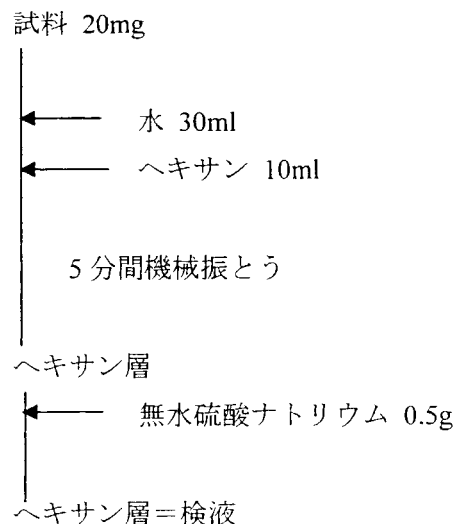 試料 20mg
水 30ml
ヘキサン 10ml
5分間機械振とう
ヘキサン層
無水硫酸ナトリウム 0.5g
ヘキサン層＝検液